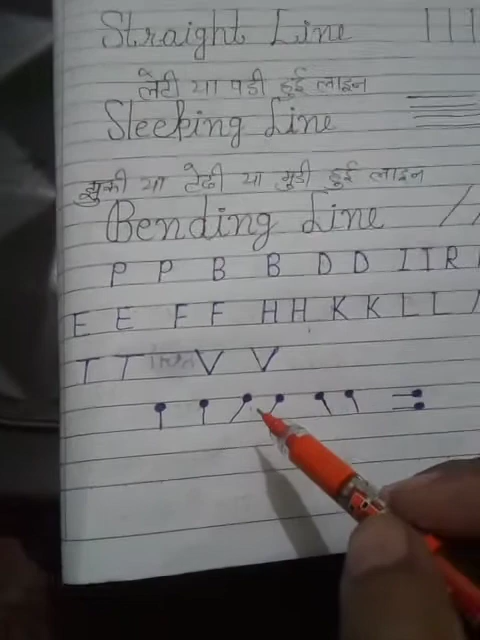 Straight Line |||
लेटी या पडी हुई लाइन
Sleeking Line
झुकी या टेढी या मुडी हुई लाइन
Bending Line //
P P B B D D I I R
E E F F H H K K L L
T T V V